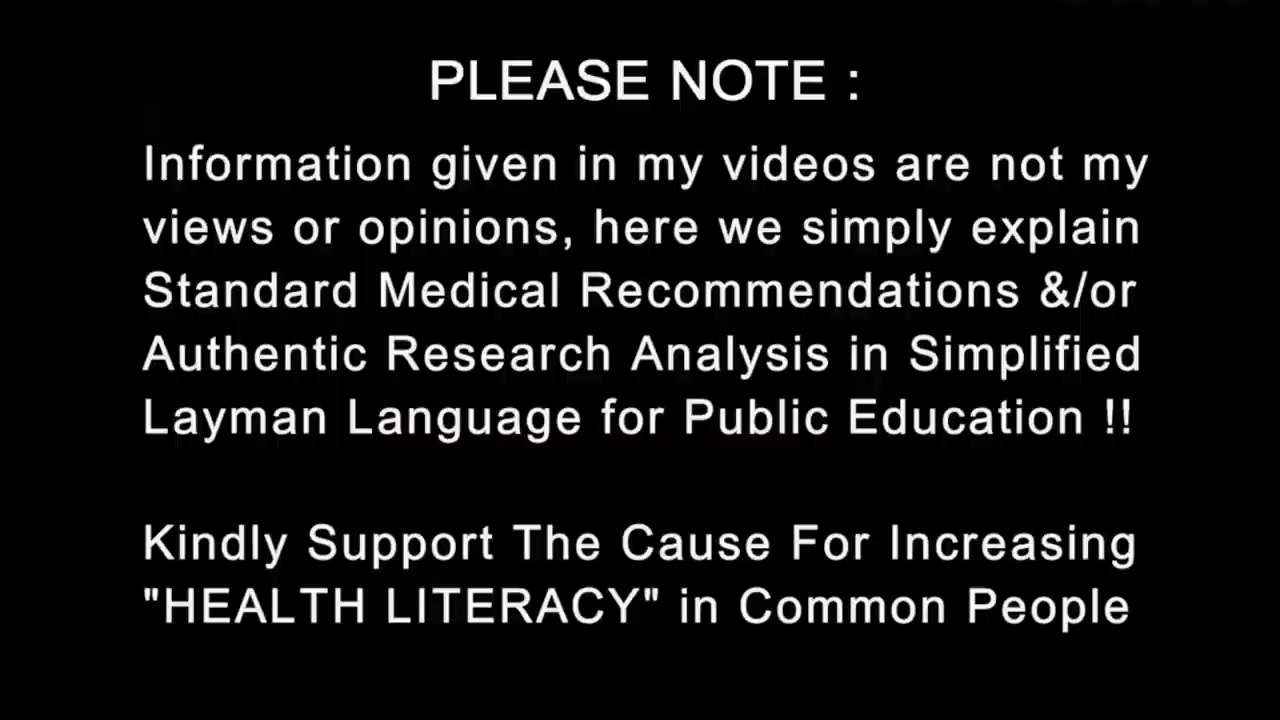 PLEASE NOTE :
Information given in my videos are not my
views or opinions, here we simply explain
Standard Medical Recommendations &/or
Authentic Research Analysis in Simplified
Layman Language for Public Education !!
Kindly Support The Cause For Increasing
"HEALTH LITERACY" in Common People